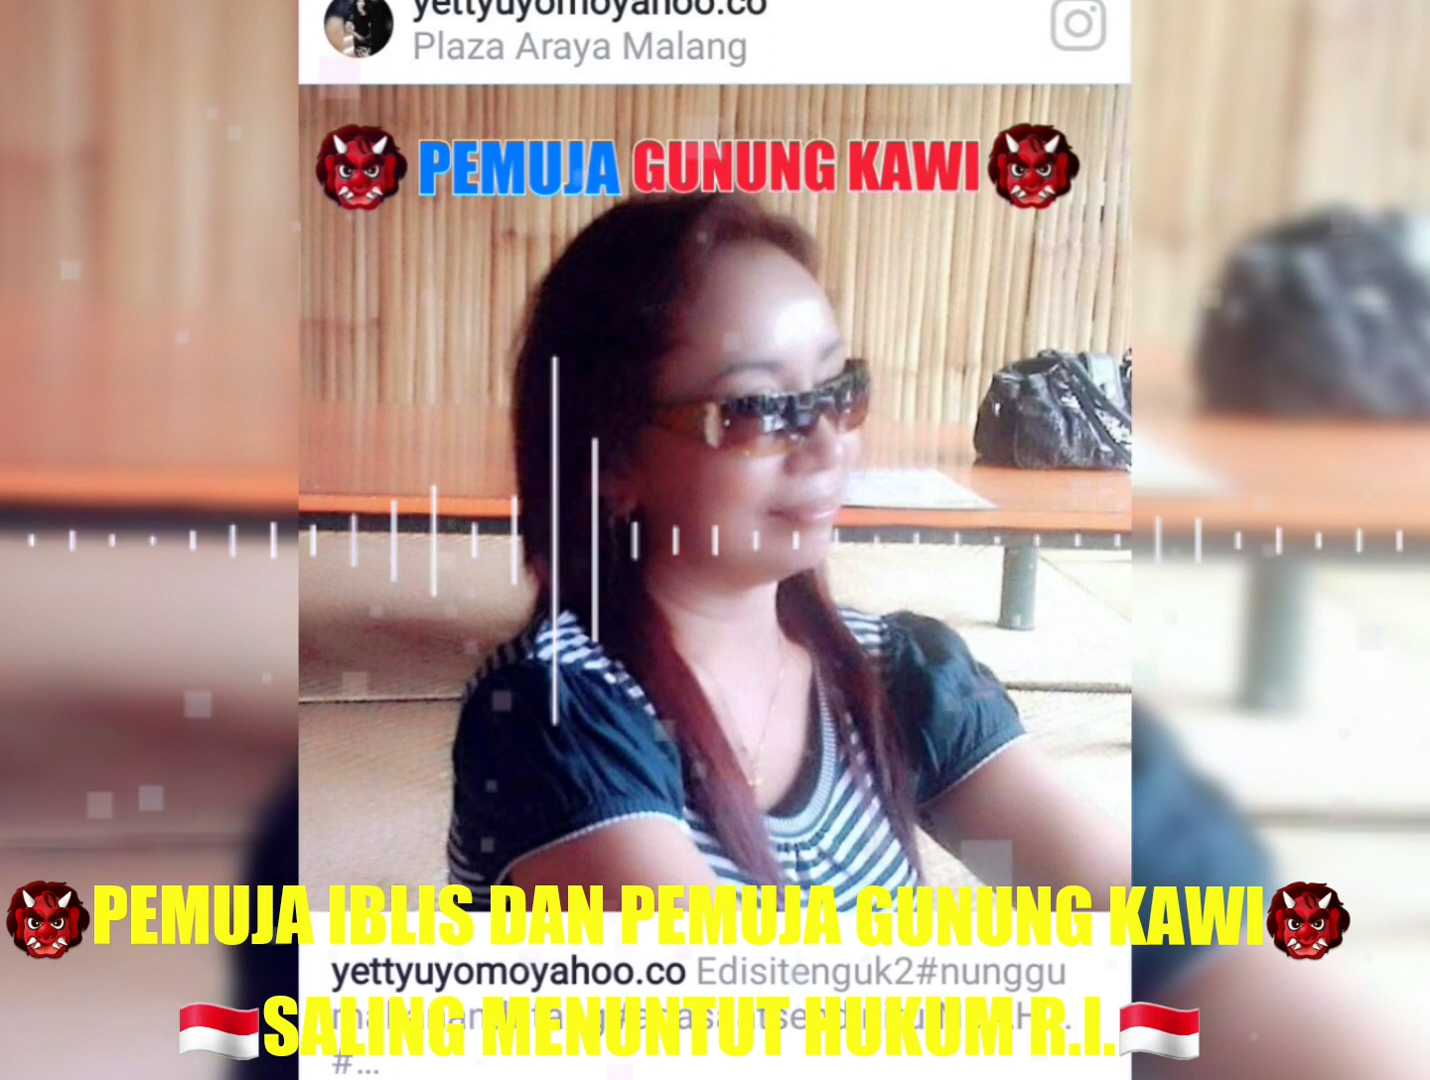 yettyuyomoyahoo.co
Plaza Araya Malang
PEMUJA GUNUNG KAWI
PEMUJA IBLIS DAN PEMUJA GUNUNG KAWI
yettyuyomoyahoo.co Edisitenguk2#nunggu
SALING MENUNTUT HUKUM R.I.
#...